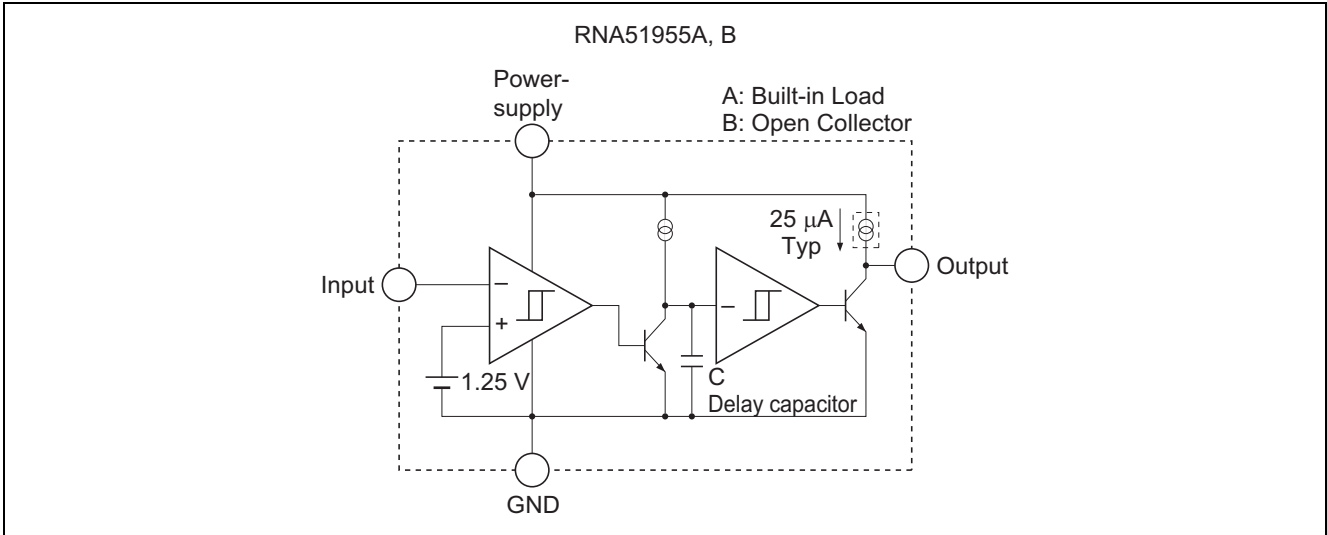 RNA51955A, B
Power-
supply
A: Built-in Load
B: Open Collector
25 μA
Typ
Input
−
+
−
Output
1.25 V
C
Delay capacitor
GND